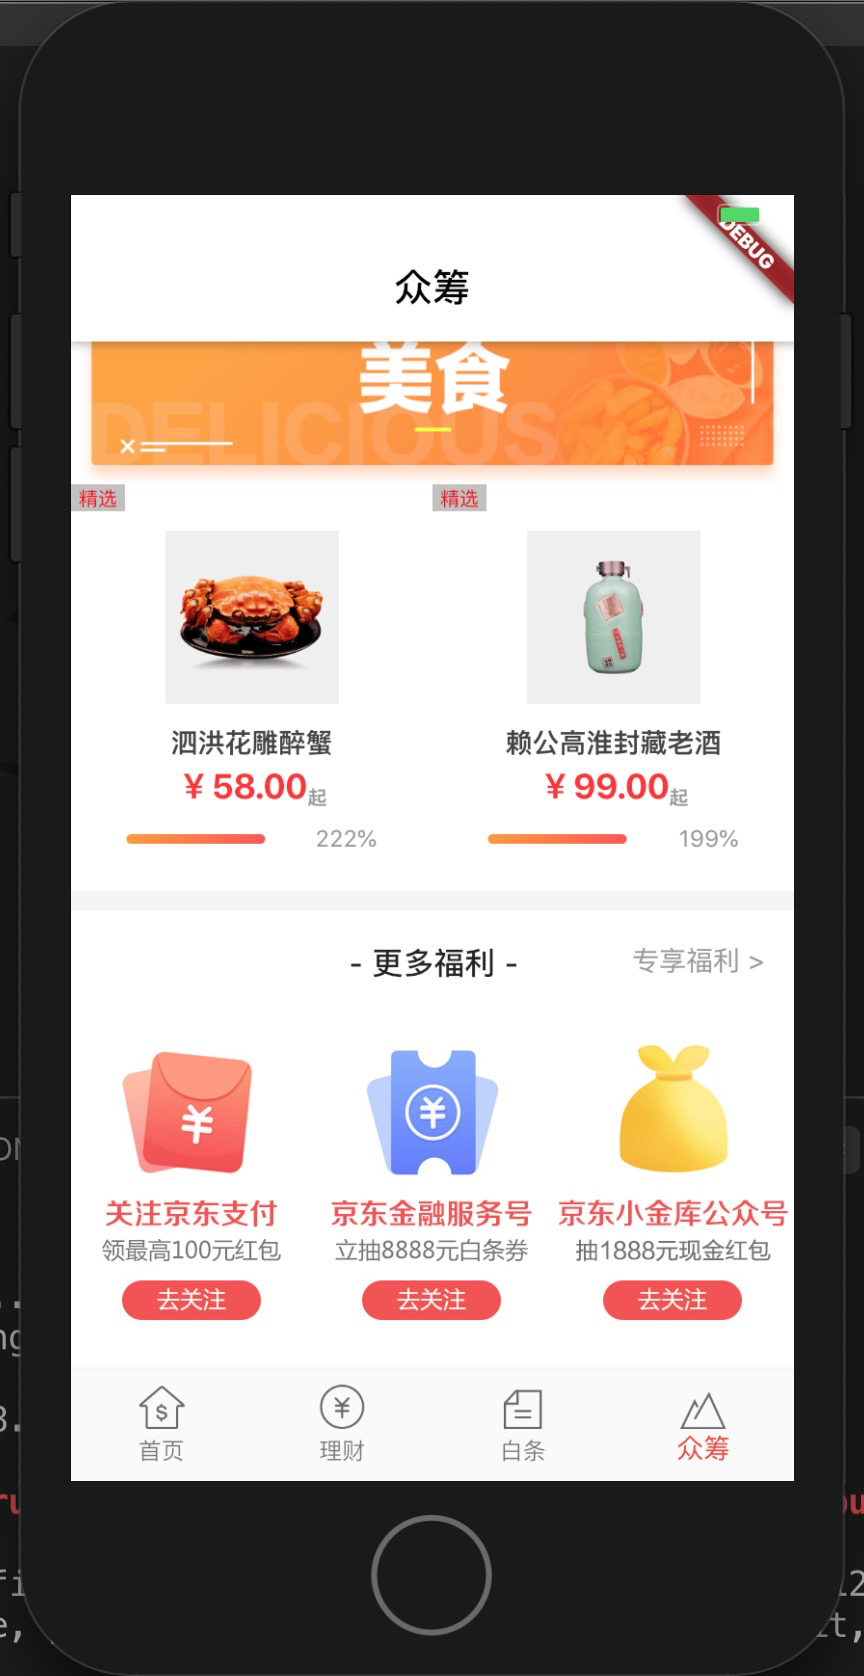 DEBUG
众筹
美食
DELICIOUS
精选
精选
泗洪花雕醉蟹
赖公高淮封藏老酒
¥ 58.00起
¥ 99.00起
222%
199%
- 更多福利 -
专享福利 >
关注京东支付
京东金融服务号
京东小金库公众号
领最高100元红包
立抽8888元白条券
抽1888元现金红包
去关注
去关注
去关注
首页
理财
白条
众筹